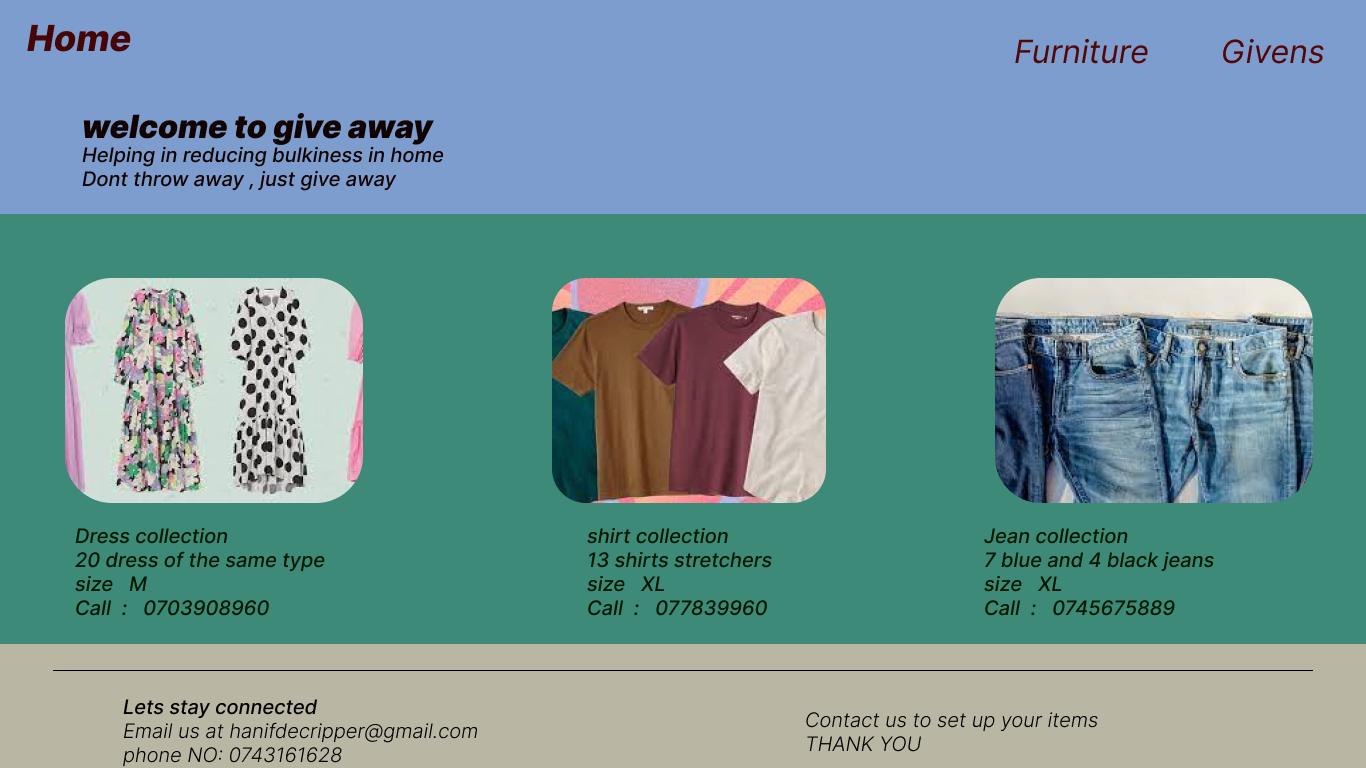 Home
Furniture
Givens
welcome to give away
Helping in reducing bulkiness in home
Dont throw away , just give away
Dress collection
20 dress of the same type
size M
Call : 0703908960
shirt collection
13 shirts stretchers
size XL
Call : 077839960
Jean collection
7 blue and 4 black jeans
size XL
Call : 0745675889
Lets stay connected
Email us at hanifdecripper@gmail.com
phone NO: 0743161628
Contact us to set up your items
THANK YOU